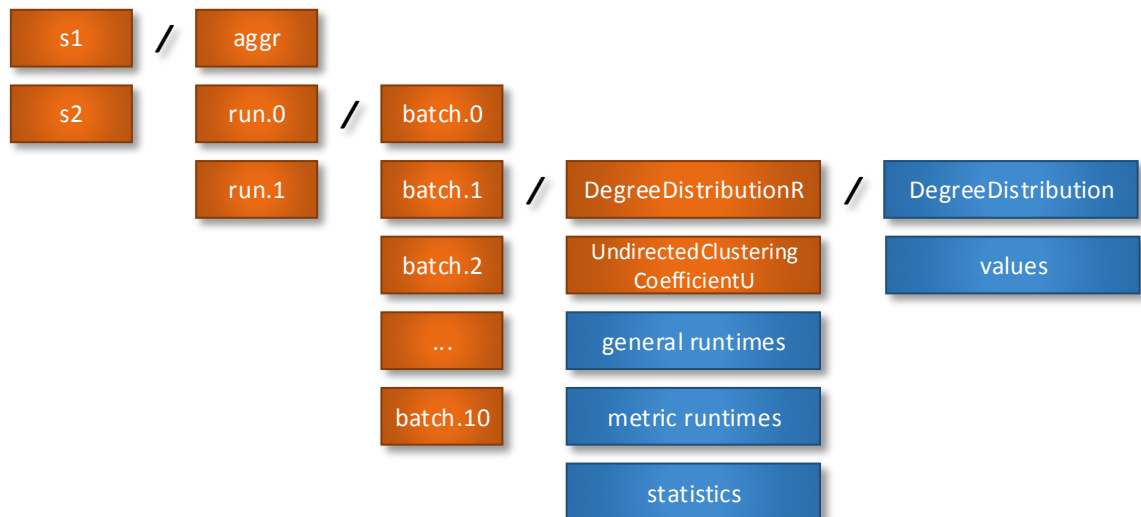 s1 / aggr
s2 run.0 / batch.0
run.1 batch.1 / DegreeDistributionR / DegreeDistribution
batch.2 UndirectedClustering
CoefficientU values
... general runtimes
batch.10 metric runtimes
statistics